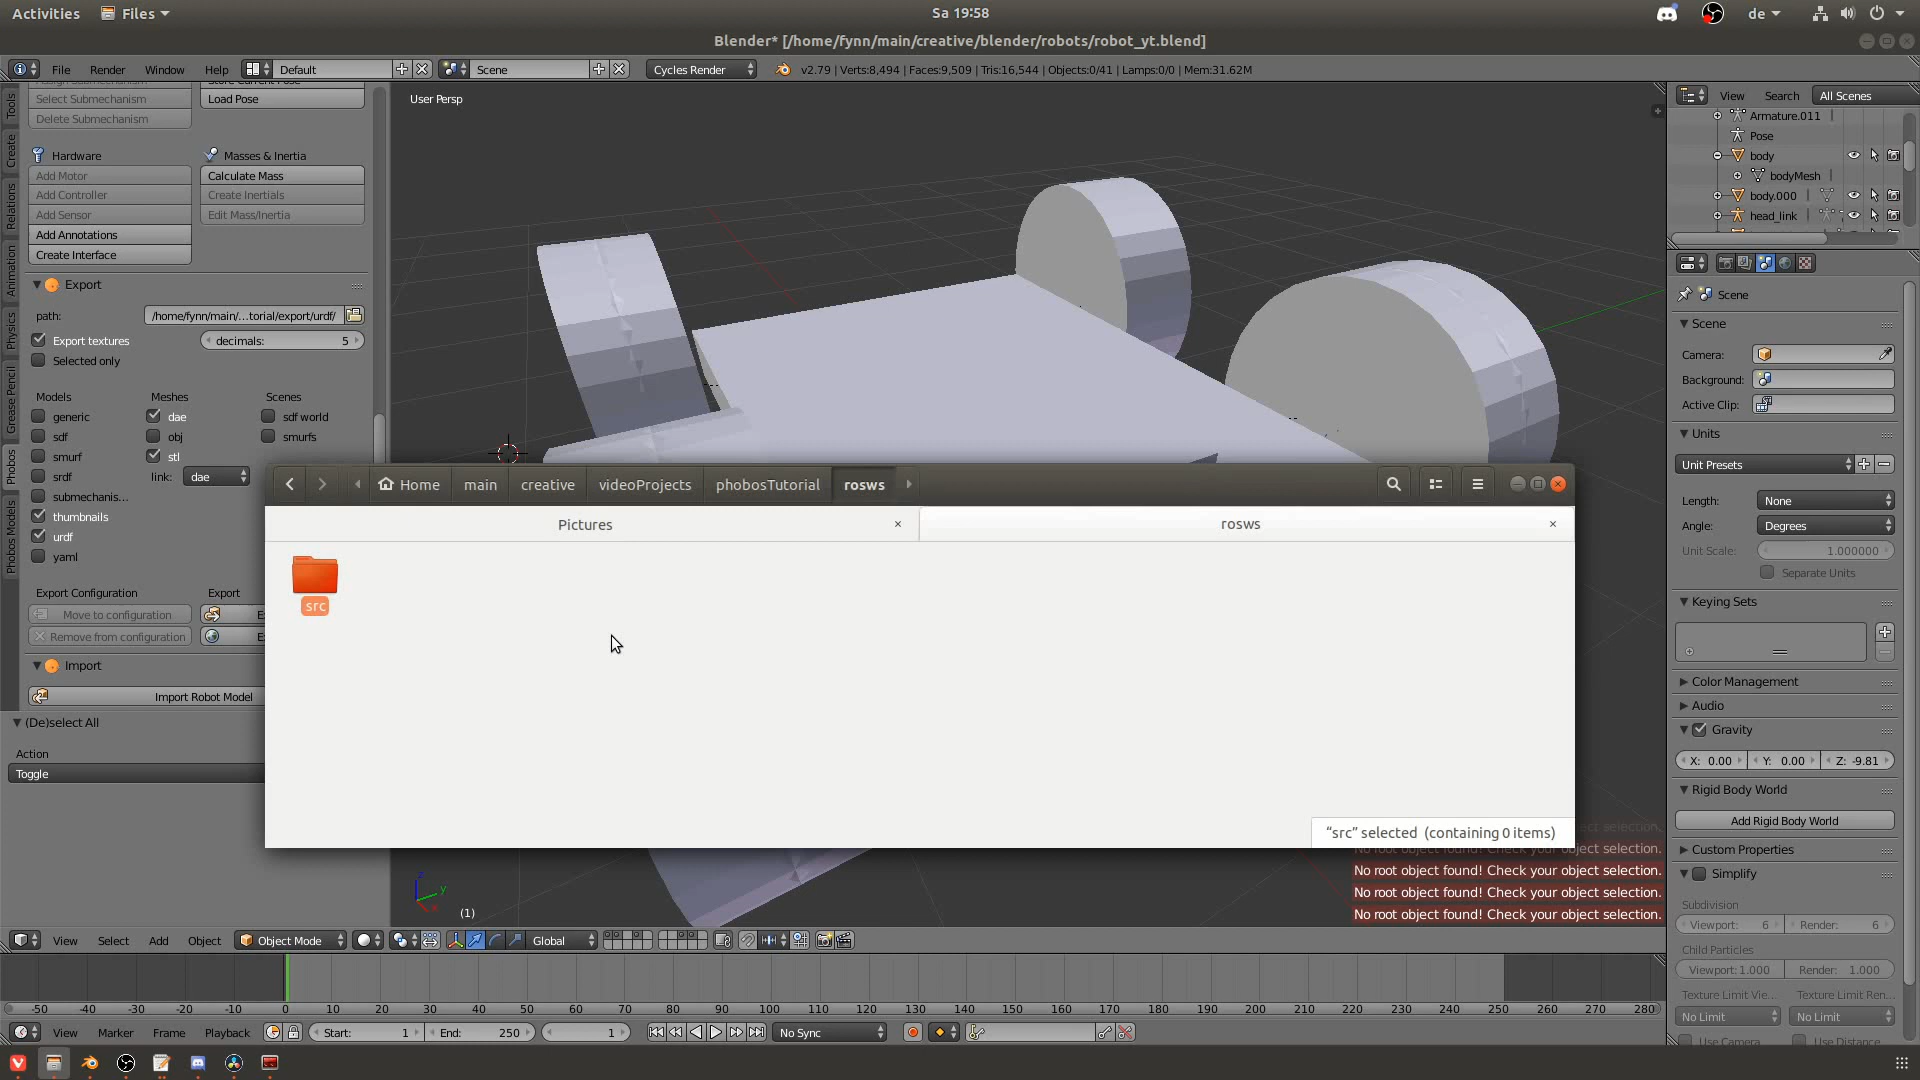 Activities
Files
Sa 19:58
de
Blender* [/home/fynn/main/creative/blender/robots/robot_yt.blend]
File
Render
Window
Help
Default
Scene
Cycles Render
v2.79 | Verts:8,494 | Faces:9,509 | Tris:16,544 | Objects:0/41 | Lamps:0/0 | Mem:31.62M
Tools
Create
Relations
Animation
Physics
Grease Pencil
Phobos
Phobos Models
Select Submechanism
Load Pose
Delete Submechanism
Hardware
Masses & Inertia
Add Motor
Calculate Mass
Add Controller
Create Inertials
Add Sensor
Edit Mass/Inertia
Add Annotations
Create Interface
Export
path:
/home/fynn/main/...torial/export/urdf/
Export textures
decimals:
5
Selected only
Models
Meshes
Scenes
generic
dae
sdf world
sdf
obj
smurfs
smurf
stl
srdf
link:
dae
submechanis...
thumbnails
urdf
yaml
Export Configuration
Export
Move to configuration
Remove from configuration
Import
Import Robot Model
(De)select All
Action
Toggle
User Persp
Home
main
creative
videoProjects
phobosTutorial
rosws
Pictures
rosws
src
“src” selected (containing 0 items)
No root object found! Check your object selection.
No root object found! Check your object selection.
No root object found! Check your object selection.
No root object found! Check your object selection.
(1)
z
y
x
View
Select
Add
Object
Object Mode
Global
-50
-40
-30
-20
-10
0
10
20
30
40
50
60
70
80
90
100
110
120
130
140
150
160
170
180
190
200
210
220
230
240
250
260
270
280
View
Marker
Frame
Playback
Start:
1
End:
250
1
No Sync
View
Search
All Scenes
Armature.011
Pose
body
bodyMesh
body.000
head_link
Scene
Scene
Camera:
Background:
Active Clip:
Units
Unit Presets
Length:
None
Angle:
Degrees
Unit Scale:
1.000000
Separate Units
Keying Sets
Color Management
Audio
Gravity
X: 0.00
Y: 0.00
Z: -9.81
Rigid Body World
Add Rigid Body World
Custom Properties
Simplify
Subdivision
Viewport: 6
Render: 6
Child Particles
Viewport: 1.000
Render: 1.000
Texture Limit Vie...
Texture Limit Ren...
No Limit
No Limit
Use Camera
Use Distance